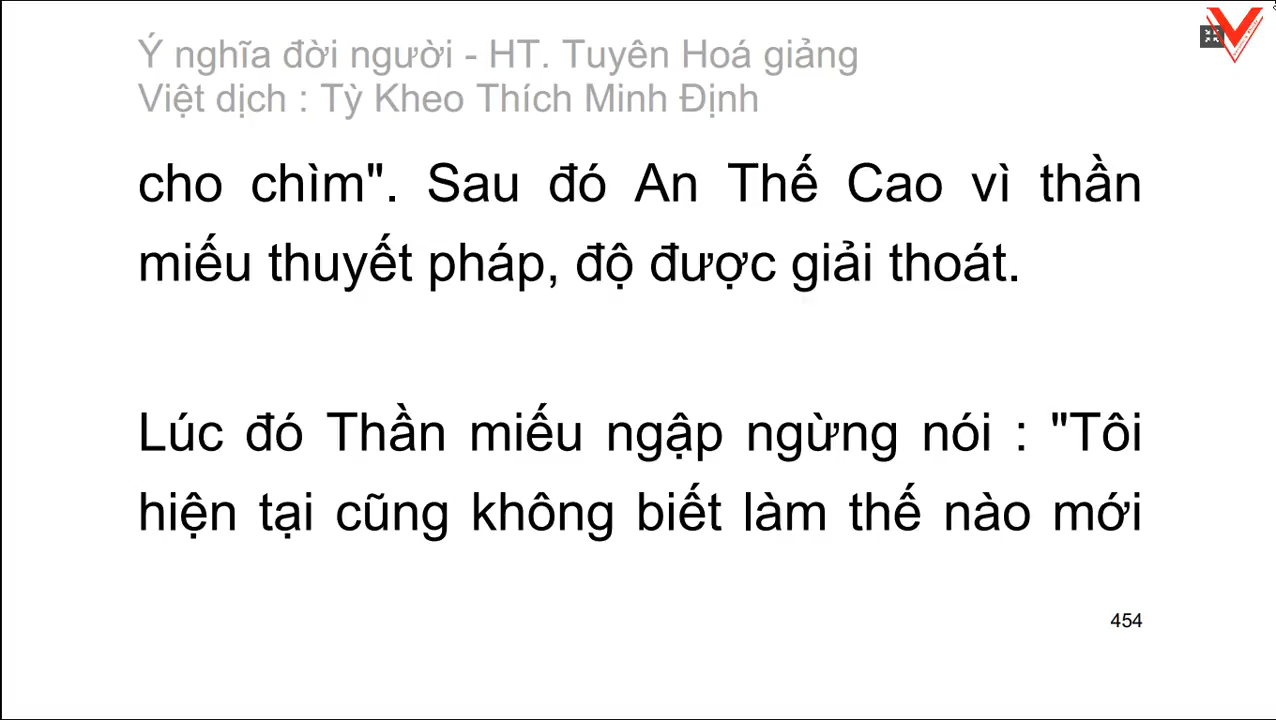 Ý nghĩa đời người - HT. Tuyên Hoá giảng
Việt dịch : Tỳ Kheo Thích Minh Định
cho chìm". Sau đó An Thế Cao vì thần
miếu thuyết pháp, độ được giải thoát.
Lúc đó Thần miếu ngập ngừng nói : "Tôi
hiện tại cũng không biết làm thế nào mới
454